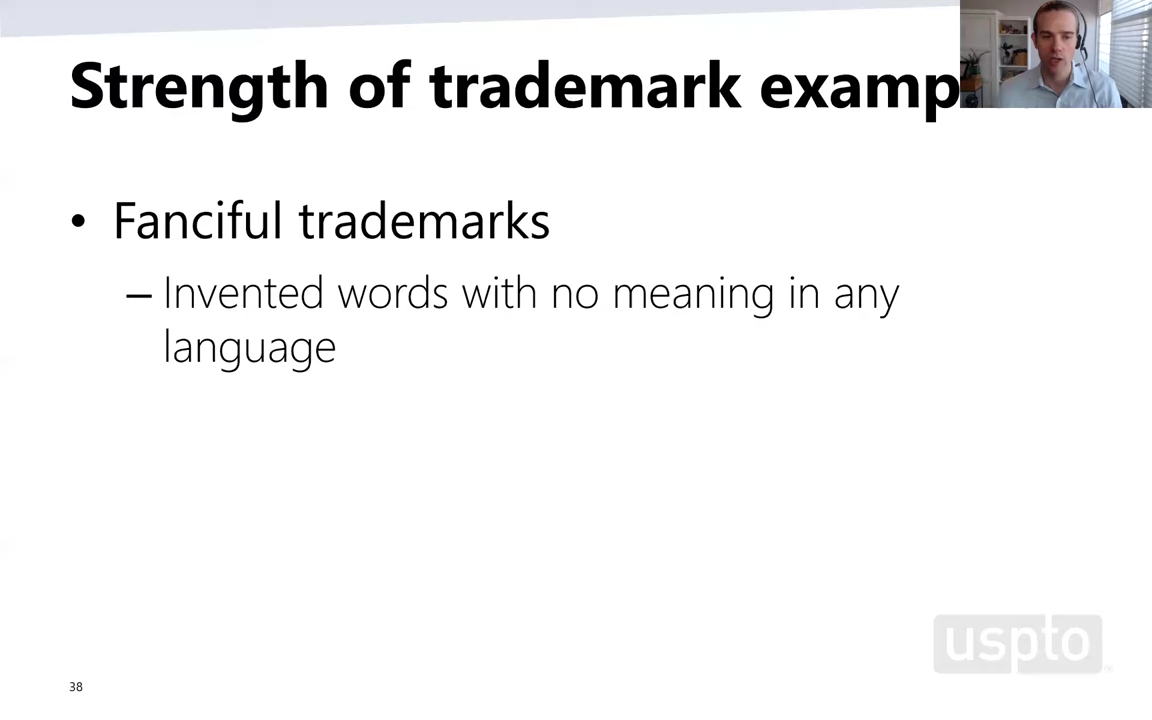 Strength of trademark examp
• Fanciful trademarks
– Invented words with no meaning in any
language
uspto
38